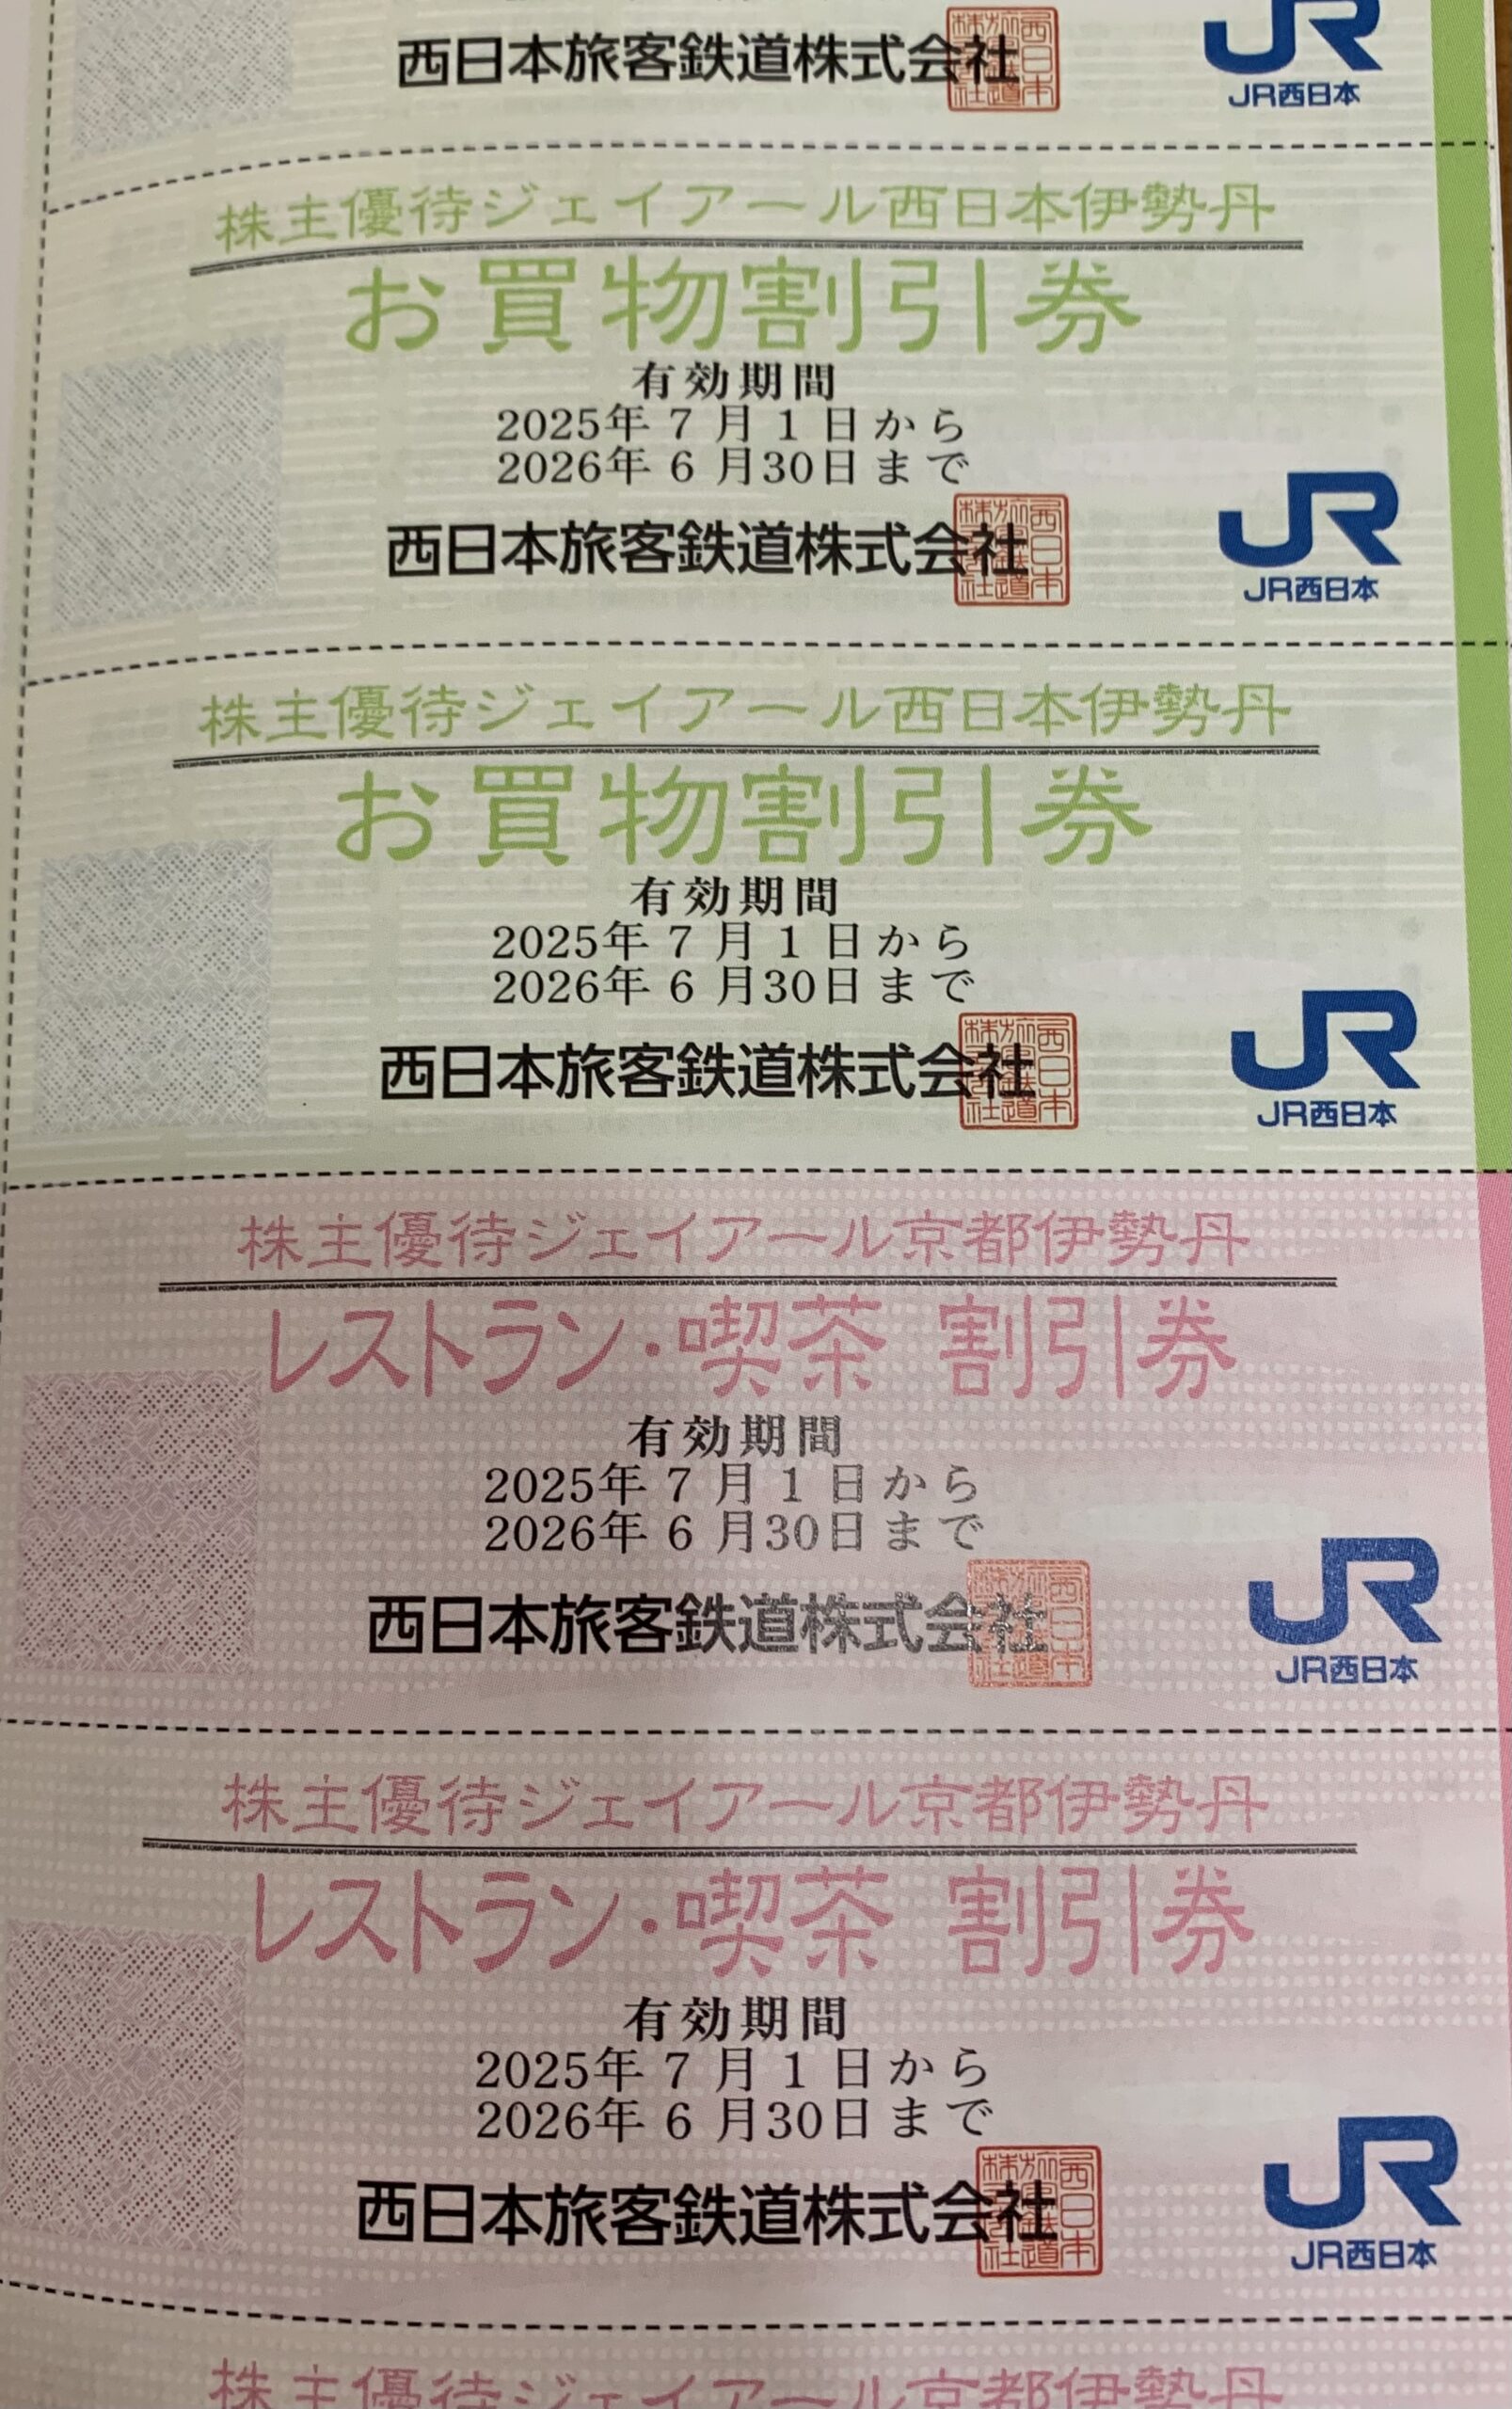 西日本旅客鉄道株式会社
JR
JR西日本
株主優待ジェイアール西日本伊勢丹
お買物割引券
有効期間
2025年7月1日から
2026年6月30日まで
西日本旅客鉄道株式会社
JR
JR西日本
株主優待ジェイアール西日本伊勢丹
お買物割引券
有効期間
2025年7月1日から
2026年6月30日まで
西日本旅客鉄道株式会社
JR
JR西日本
株主優待ジェイアール京都伊勢丹
レストラン・喫茶 割引券
有効期間
2025年7月1日から
2026年6月30日まで
西日本旅客鉄道株式会社
JR
JR西日本
株主優待ジェイアール京都伊勢丹
レストラン・喫茶 割引券
有効期間
2025年7月1日から
2026年6月30日まで
西日本旅客鉄道株式会社
JR
JR西日本
株主優待ジェイアール京都伊勢丹